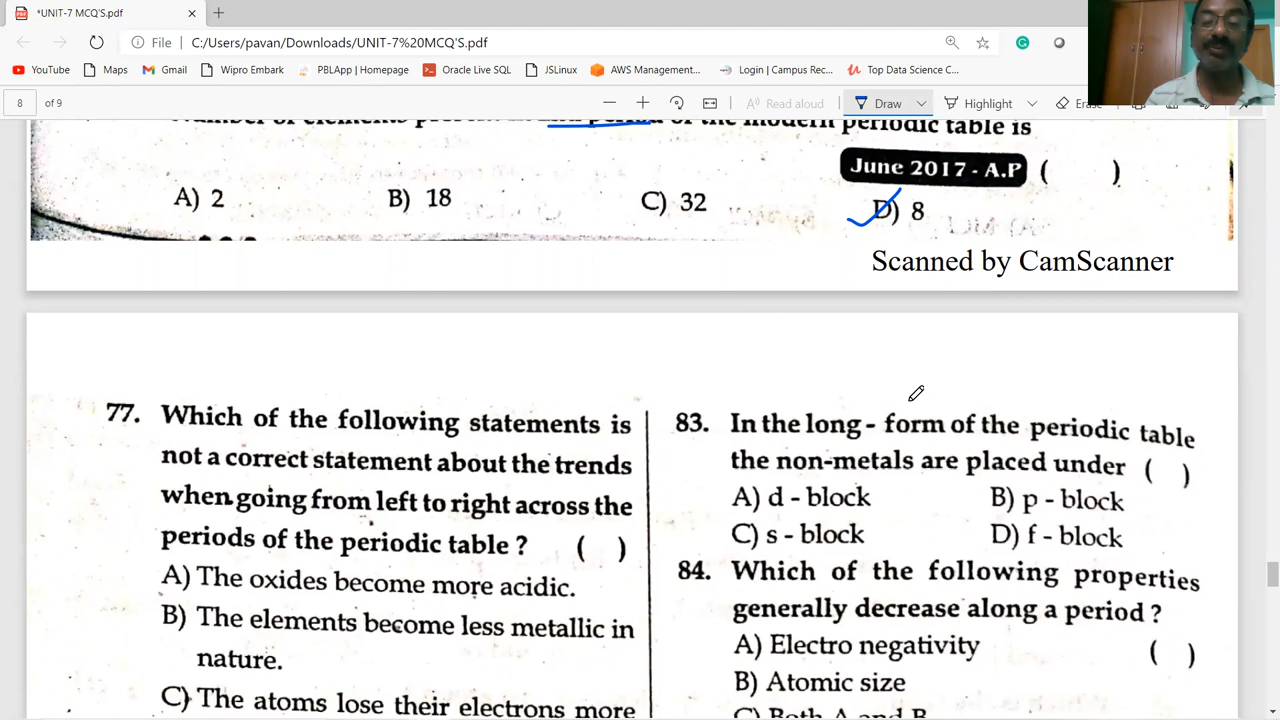 *UNIT-7 MCQ'S.pdf
File
C:/Users/pavan/Downloads/UNIT-7%20MCQ'S.pdf
YouTube Maps Gmail Wipro Embark PBLApp | Homepage Oracle Live SQL JSLinux AWS Management... Login | Campus Rec... Top Data Science C...
8 of 9 Read aloud Draw Highlight Erase
of the modern periodic table is
June 2017 - A.P ( )
A) 2 B) 18 C) 32 D) 8
Scanned by CamScanner
77. Which of the following statements is
not a correct statement about the trends
when going from left to right across the
periods of the periodic table ? ( )
A) The oxides become more acidic.
B) The elements become less metallic in
nature.
C) The atoms lose their electrons more
83. In the long - form of the periodic table
the non-metals are placed under ( )
A) d - block B) p - block
C) s - block D) f - block
84. Which of the following properties
generally decrease along a period ?
A) Electro negativity ( )
B) Atomic size
C) Both A and B